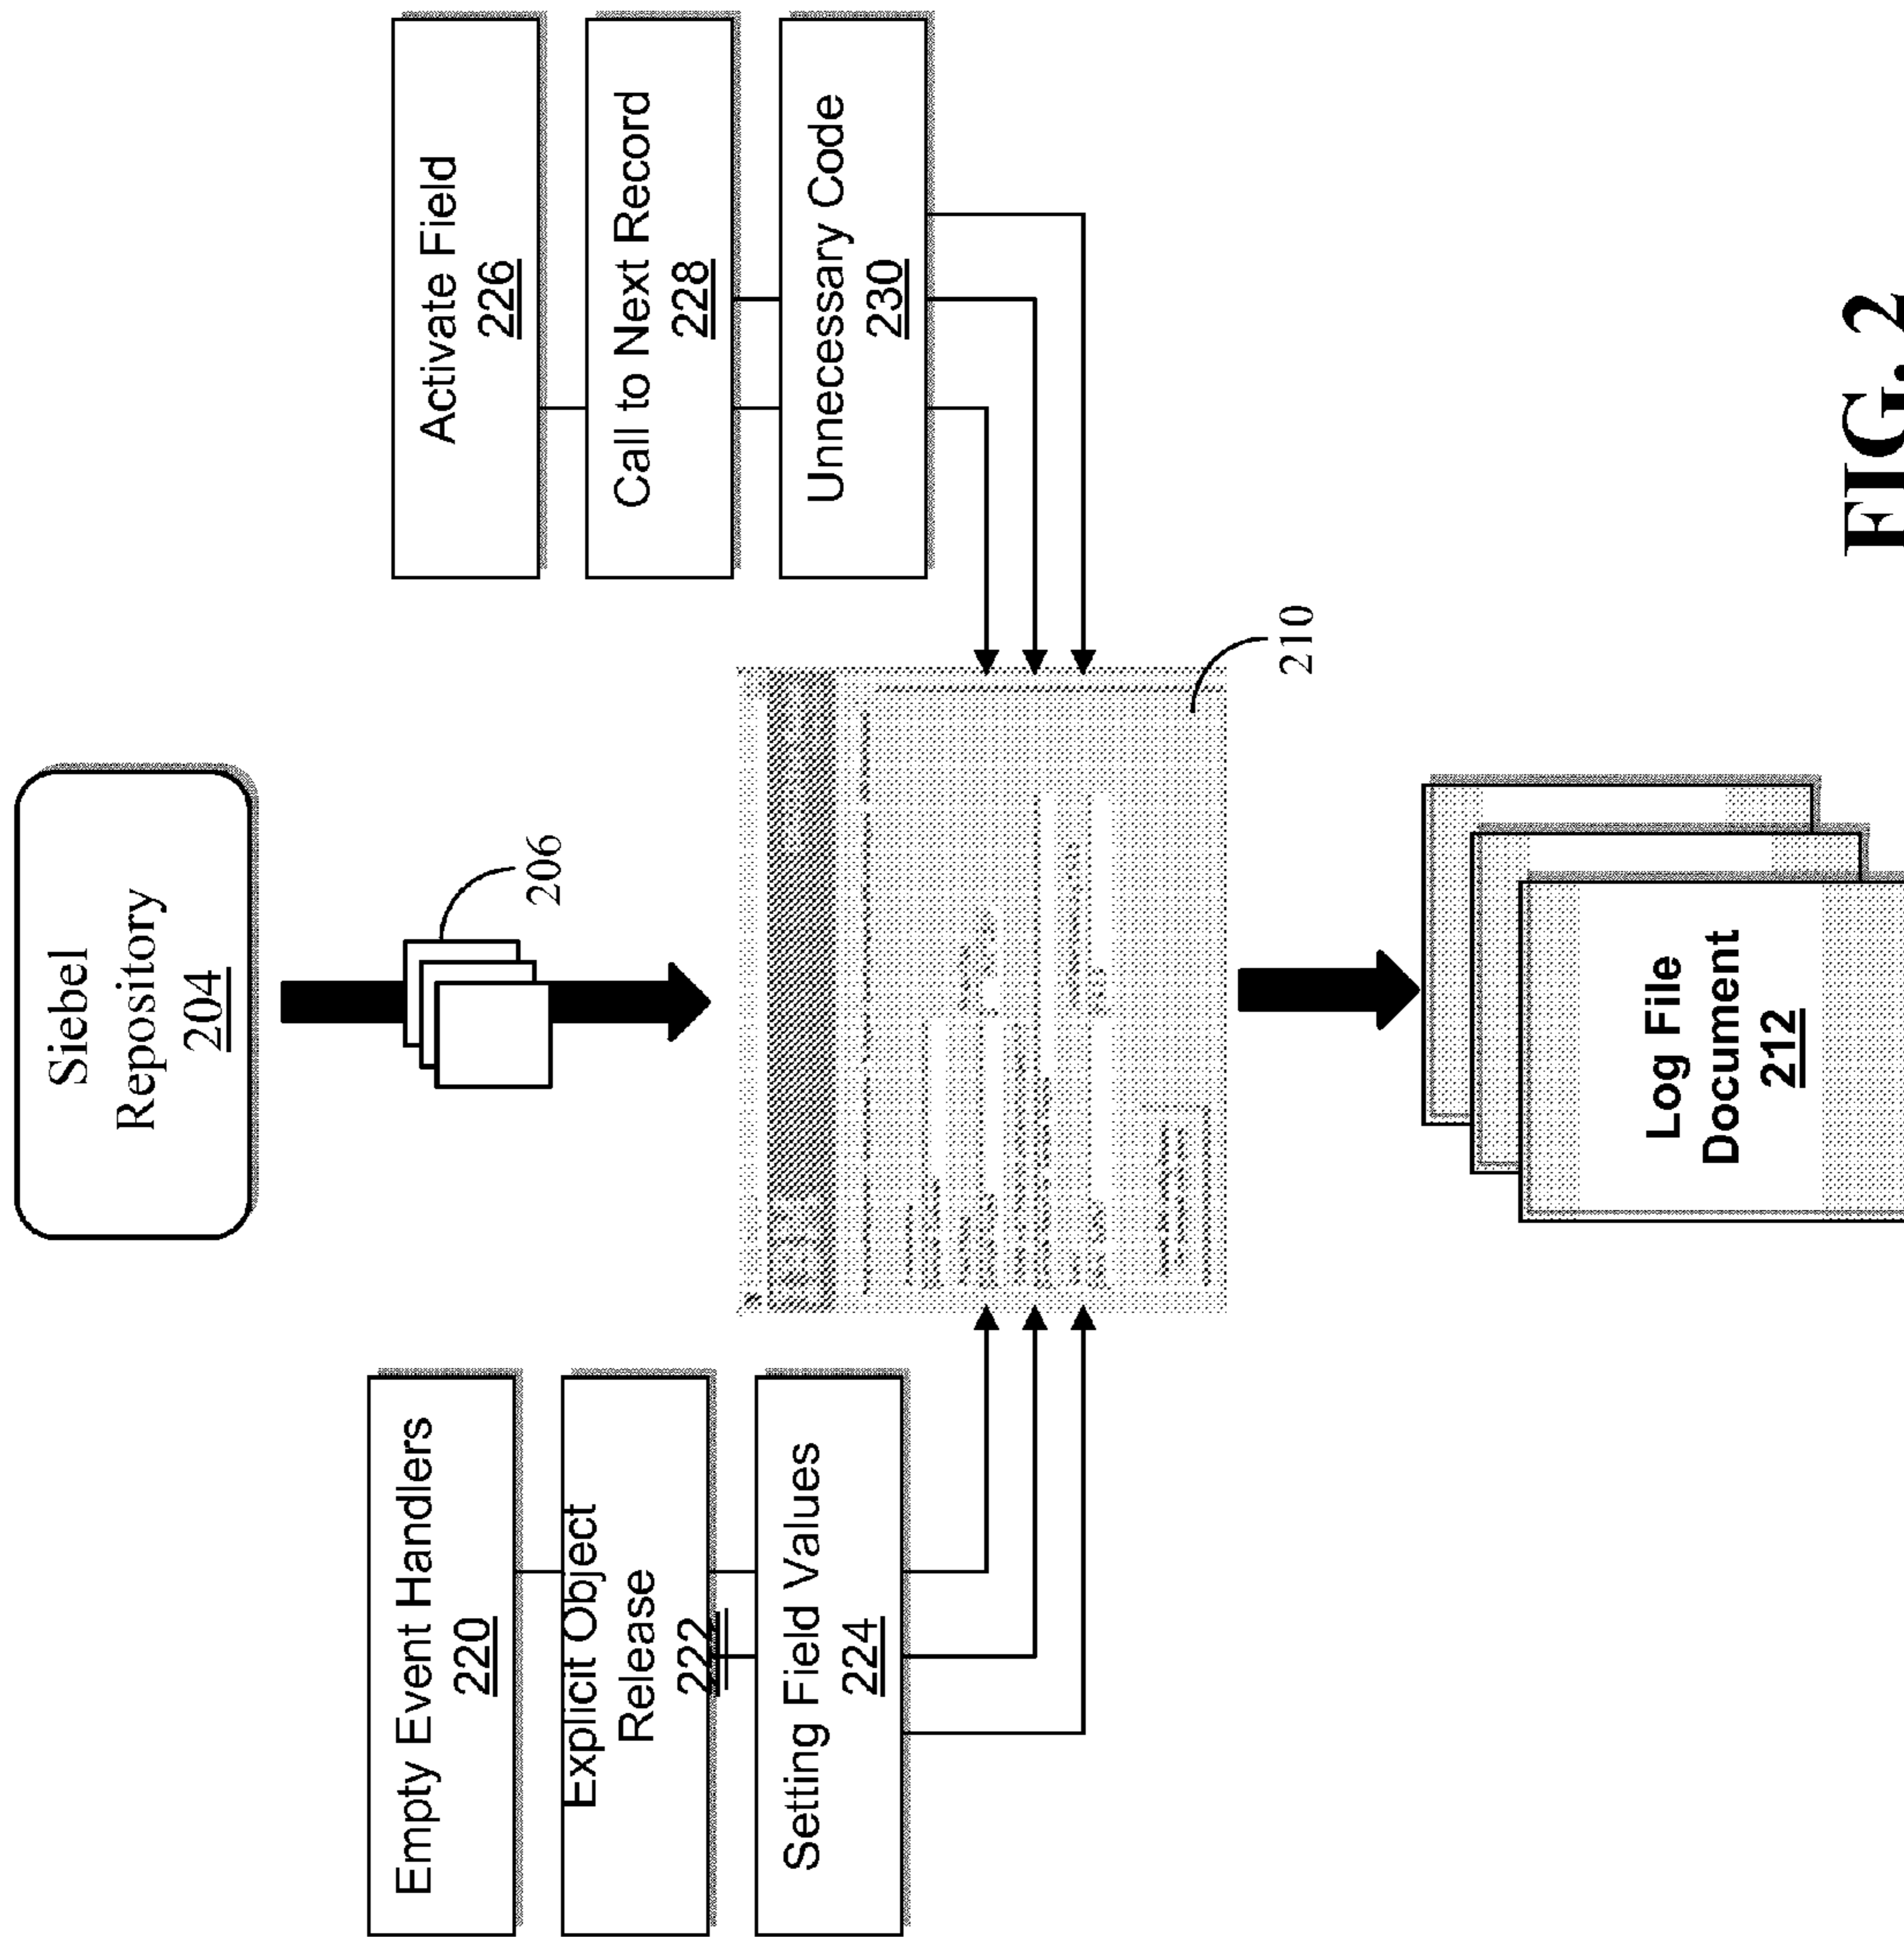 Siebel
Repository
204
206
Empty Event Handlers
220
Explicit Object
Release
222
Setting Field Values
224
Activate Field
226
Call to Next Record
228
Unnecessary Code
230
210
Log File
Document
212
FIG. 2